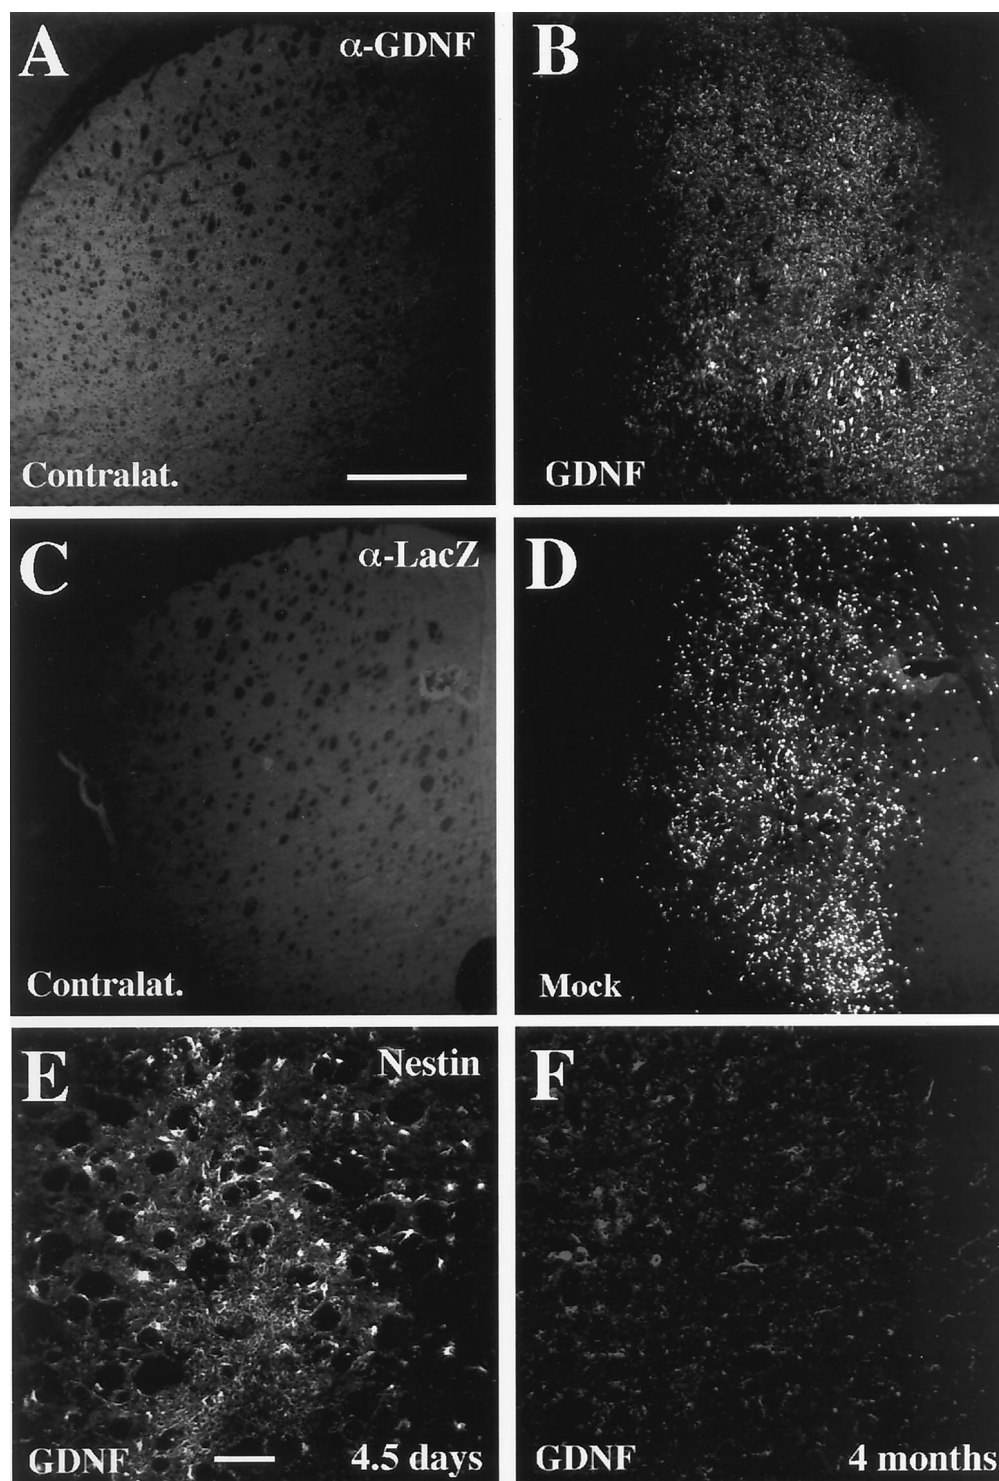 A
α-GDNF
Contralat.
B
GDNF
C
α-LacZ
Contralat.
D
Mock
E
Nestin
GDNF
4.5 days
F
GDNF
4 months